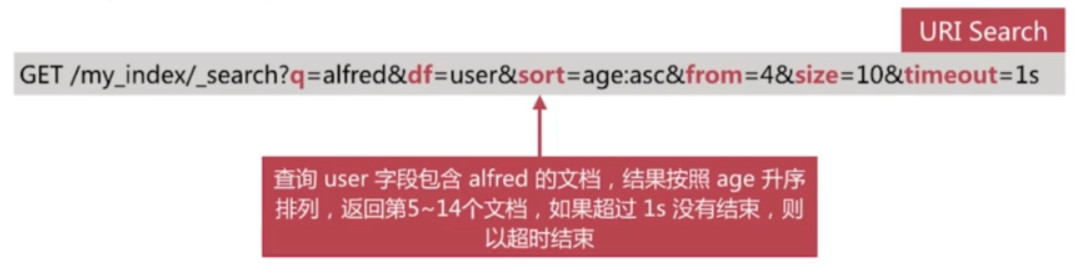 URI Search
GET /my_index/_search?q=alfred&df=user&sort=age:asc&from=4&size=10&timeout=1s
查询 user 字段包含 alfred 的文档，结果按照 age 升序
排列，返回第5~14个文档，如果超过 1s 没有结束，则
以超时结束